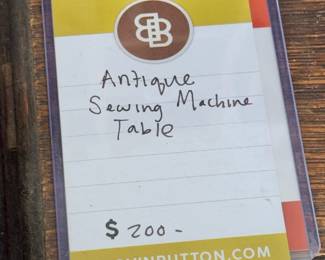 Antique
Sewing Machine
Table
$ 200-